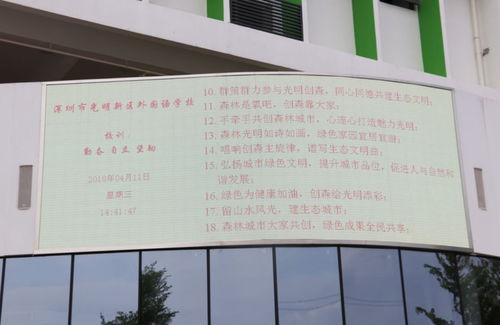 深圳市光明新区外国语学校
校训：
勤奋 自立 坚韧
2018年04月11日
星期三
14:41:47
10. 群策群力参与光明创森，同心同德共建生态文明；
11. 森林是氧吧，创森靠大家；
12. 手牵手共创森林城市，心连心打造魅力光明；
13. 森林光明如诗如画，绿色家园宜居宜游；
14. 唱响创森主旋律，谱写生态文明曲；
15. 弘扬城市绿色文明，提升城市品位，促进人与自然和
谐发展；
16. 绿色为健康加油，创森给光明添彩；
17. 留山水风光，建生态城市；
18. 森林城市大家共创，绿色成果全民共享；